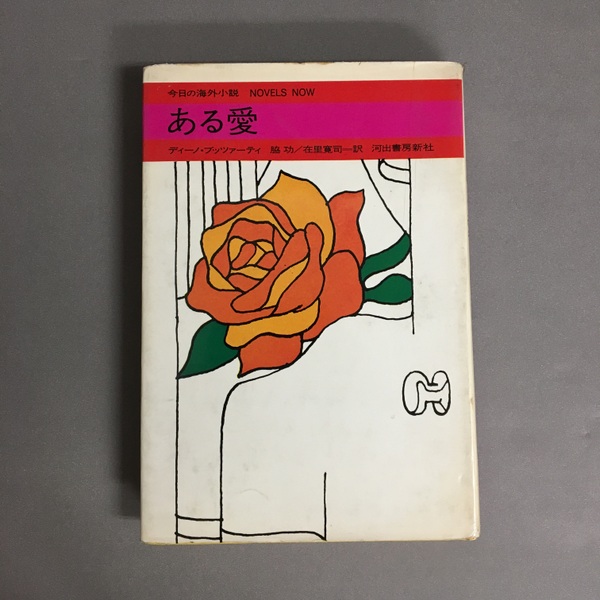 今日の海外小説 NOVELS NOW
ある愛
ディーノ・ブッツァーティ 脇 功/在里寛司一訳 河出書房新社